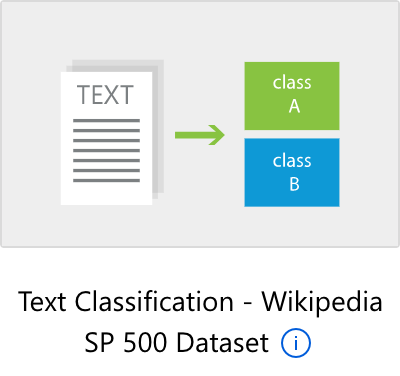 TEXT
class
A
class
B
Text Classification - Wikipedia
SP 500 Dataset i